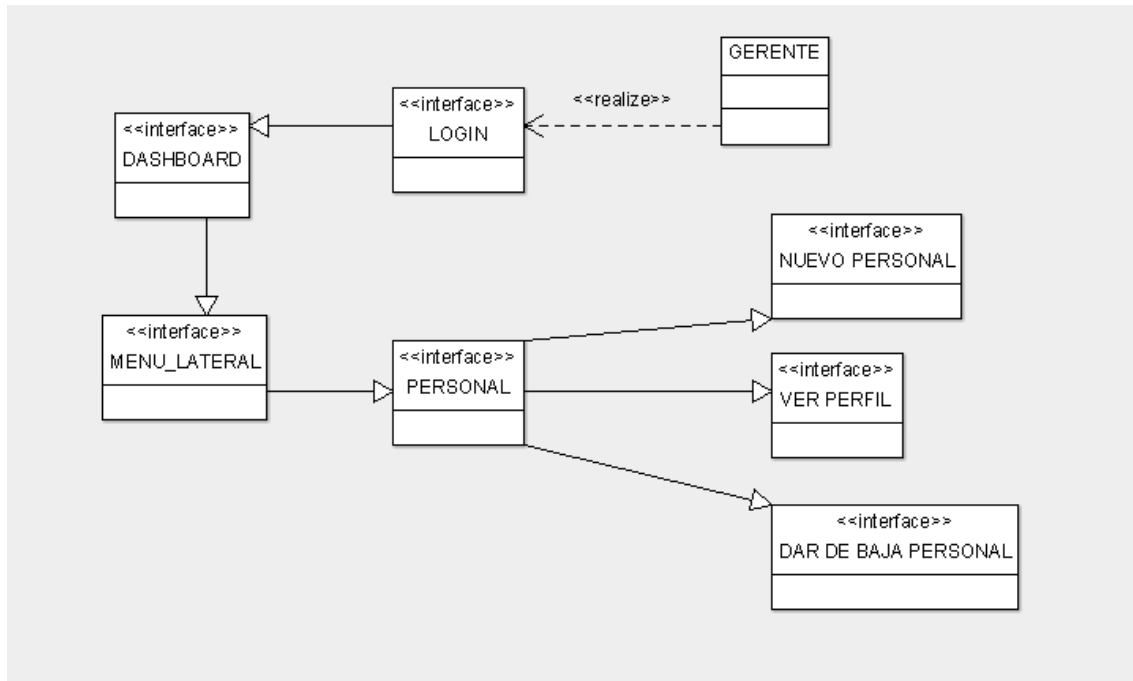 GERENTE
<<realize>>
<<interface>>
LOGIN
<<interface>>
DASHBOARD
<<interface>>
NUEVO PERSONAL
<<interface>>
MENU_LATERAL
<<interface>>
PERSONAL
<<interface>>
VER PERFIL
<<interface>>
DAR DE BAJA PERSONAL